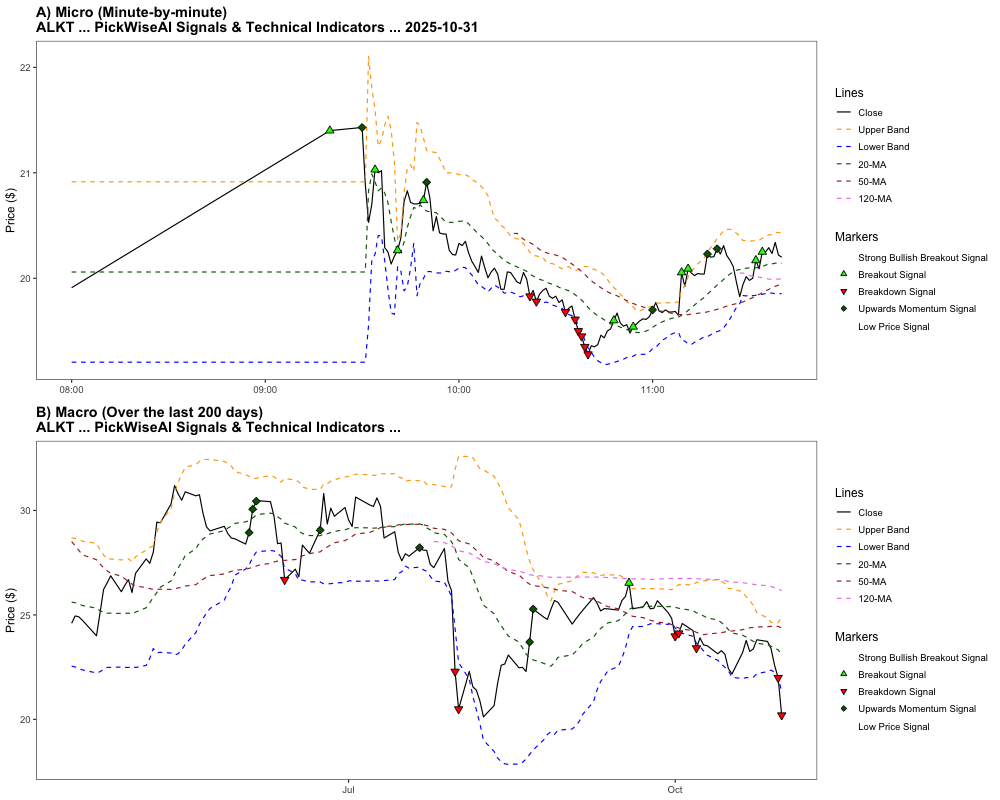 A) Micro (Minute-by-minute)
ALKT ... PickWiseAI Signals & Technical Indicators ... 2025-10-31
Price ($)
22
21
20
08:00
09:00
10:00
11:00
Lines
Close
Upper Band
Lower Band
20-MA
50-MA
120-MA
Markers
Strong Bullish Breakout Signal
Breakout Signal
Breakdown Signal
Upwards Momentum Signal
Low Price Signal
B) Macro (Over the last 200 days)
ALKT ... PickWiseAI Signals & Technical Indicators ...
Price ($)
30
25
20
Jul
Oct
Lines
Close
Upper Band
Lower Band
20-MA
50-MA
120-MA
Markers
Strong Bullish Breakout Signal
Breakout Signal
Breakdown Signal
Upwards Momentum Signal
Low Price Signal